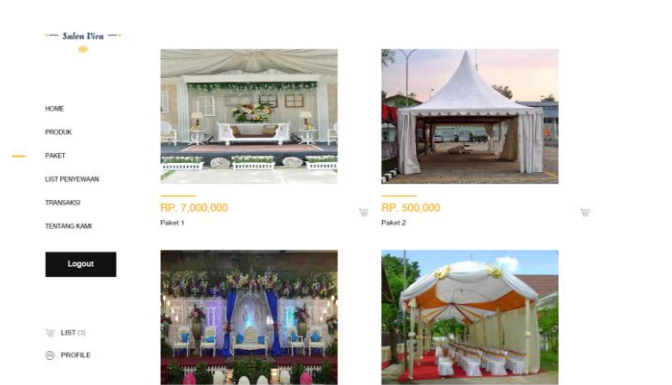 Salon Vira
HOME
PRODUK
PAKET
LIST PENYEWAAN
TRANSAKSI
TENTANG KAMI
Logout
LIST (3)
PROFILE
RP. 7,000,000
Paket 1
RP. 500,000
Paket 2